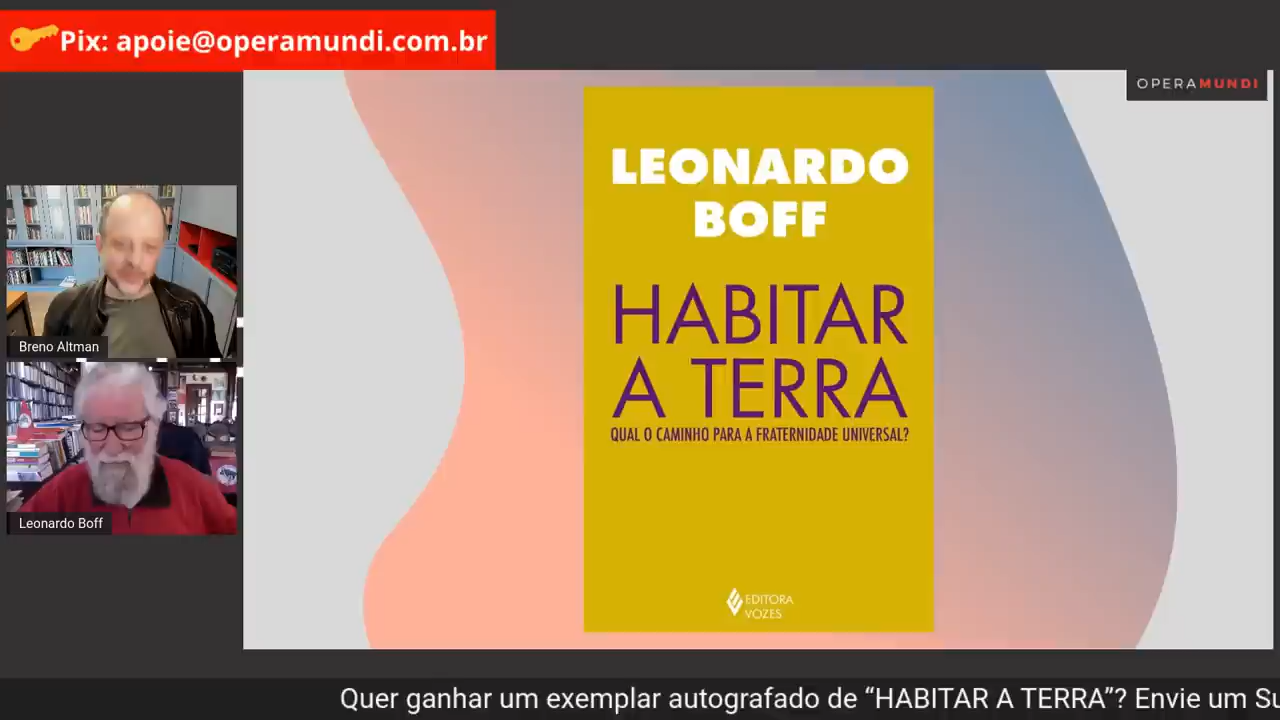 Pix: apoie@operamundi.com.br
OPERAMUNDI
LEONARDO
BOFF
HABITAR
A TERRA
QUAL O CAMINHO PARA A FRATERNIDADE UNIVERSAL?
EDITORA
VOZES
Breno Altman
Leonardo Boff
Quer ganhar um exemplar autografado de “HABITAR A TERRA”? Envie um Su